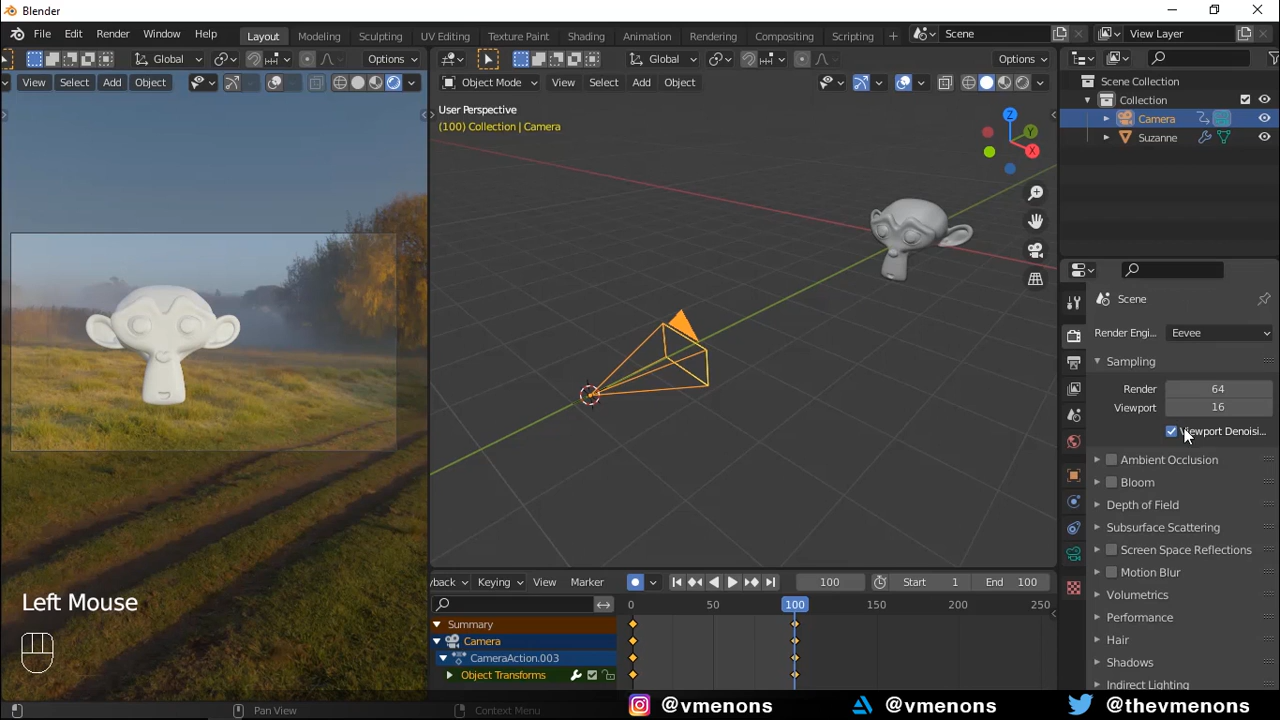 Blender
File Edit Render Window Help Layout Modeling Sculpting UV Editing Texture Paint Shading Animation Rendering Compositing Scripting + Scene View Layer
Global Options Global Options
View Select Add Object Object Mode View Select Add Object
Scene Collection
Collection
Camera
Suzanne
User Perspective
(100) Collection | Camera
Z
Y
X
Scene
Render Engi... Eevee
Sampling
Render 64
Viewport 16
Viewport Denoisi...
Ambient Occlusion
Bloom
Depth of Field
Subsurface Scattering
Screen Space Reflections
Motion Blur
Volumetrics
Performance
Hair
Shadows
Indirect Lighting
yback Keying View Marker 100 Start 1 End 100
0 50 100 150 200 250
Summary
Camera
CameraAction.003
Object Transforms
Left Mouse
Pan View Context Menu
@vmenons @vmenons @thevmenons